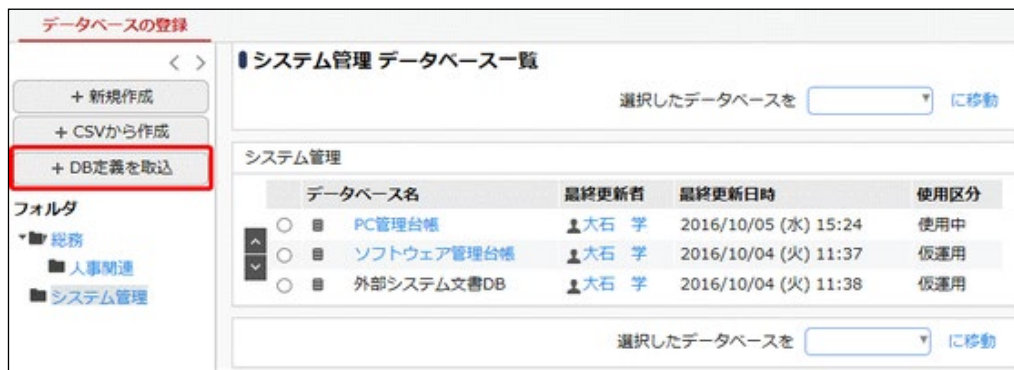 データベースの登録
< >
+ 新規作成
+ CSVから作成
+ DB定義を取込
フォルダ
総務
人事関連
システム管理
システム管理 データベース一覧
選択したデータベースを に移動
システム管理
データベース名 最終更新者 最終更新日時 使用区分
PC管理台帳 大石 学 2016/10/05 (水) 15:24 使用中
ソフトウェア管理台帳 大石 学 2016/10/04 (火) 11:37 仮運用
外部システム文書DB 大石 学 2016/10/04 (火) 11:38 仮運用
選択したデータベースを に移動